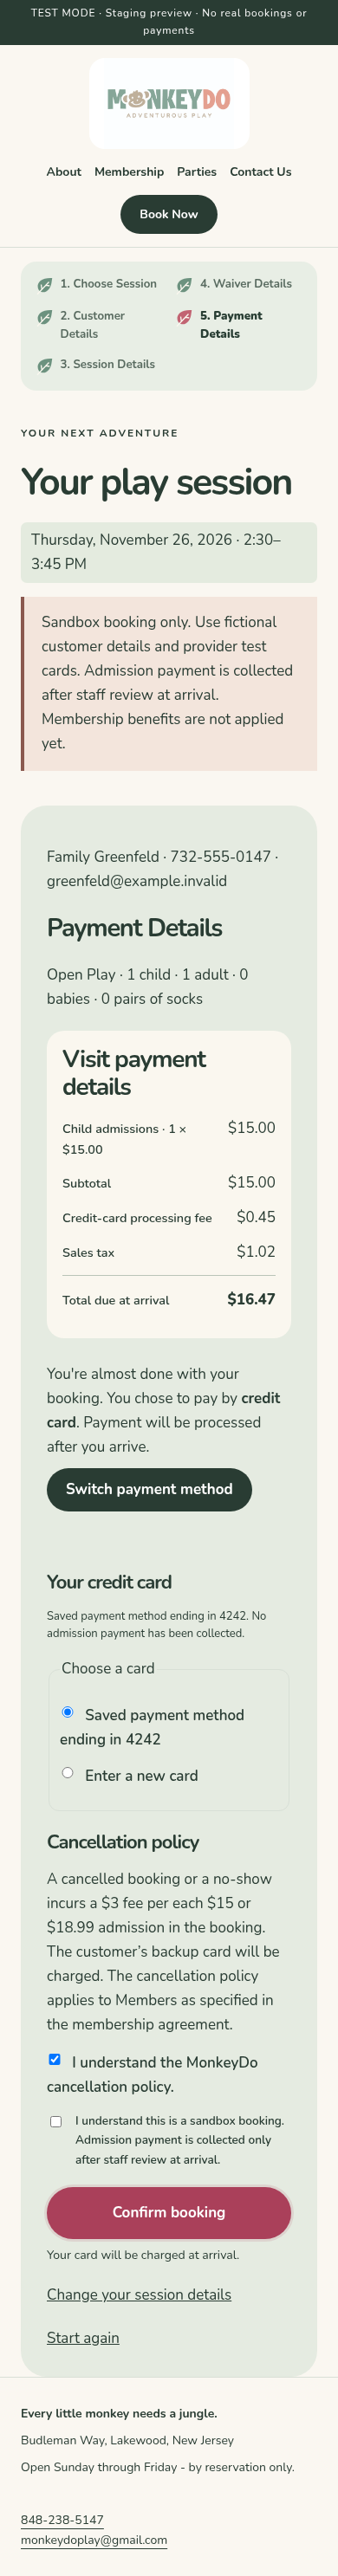 TEST MODE · Staging preview · No real bookings or
payments
MONKEYDO
ADVENTUROUS PLAY
About Membership Parties Contact Us
Book Now
1. Choose Session
2. Customer
Details
3. Session Details
4. Waiver Details
5. Payment
Details
YOUR NEXT ADVENTURE
Your play session
Thursday, November 26, 2026 · 2:30–
3:45 PM
Sandbox booking only. Use fictional
customer details and provider test
cards. Admission payment is collected
after staff review at arrival.
Membership benefits are not applied
yet.
Family Greenfeld · 732-555-0147 ·
greenfeld@example.invalid
Payment Details
Open Play · 1 child · 1 adult · 0
babies · 0 pairs of socks
Visit payment
details
Child admissions · 1 × $15.00
$15.00
Subtotal $15.00
Credit-card processing fee $0.45
Sales tax $1.02
Total due at arrival $16.47
You're almost done with your
booking. You chose to pay by credit
card. Payment will be processed
after you arrive.
Switch payment method
Your credit card
Saved payment method ending in 4242. No
admission payment has been collected.
Choose a card
Saved payment method
ending in 4242
Enter a new card
Cancellation policy
A cancelled booking or a no-show
incurs a $3 fee per each $15 or
$18.99 admission in the booking.
The customer’s backup card will be
charged. The cancellation policy
applies to Members as specified in
the membership agreement.
I understand the MonkeyDo
cancellation policy.
I understand this is a sandbox booking.
Admission payment is collected only
after staff review at arrival.
Confirm booking
Your card will be charged at arrival.
Change your session details
Start again
Every little monkey needs a jungle.
Budleman Way, Lakewood, New Jersey
Open Sunday through Friday - by reservation only.
848-238-5147
monkeydoplay@gmail.com